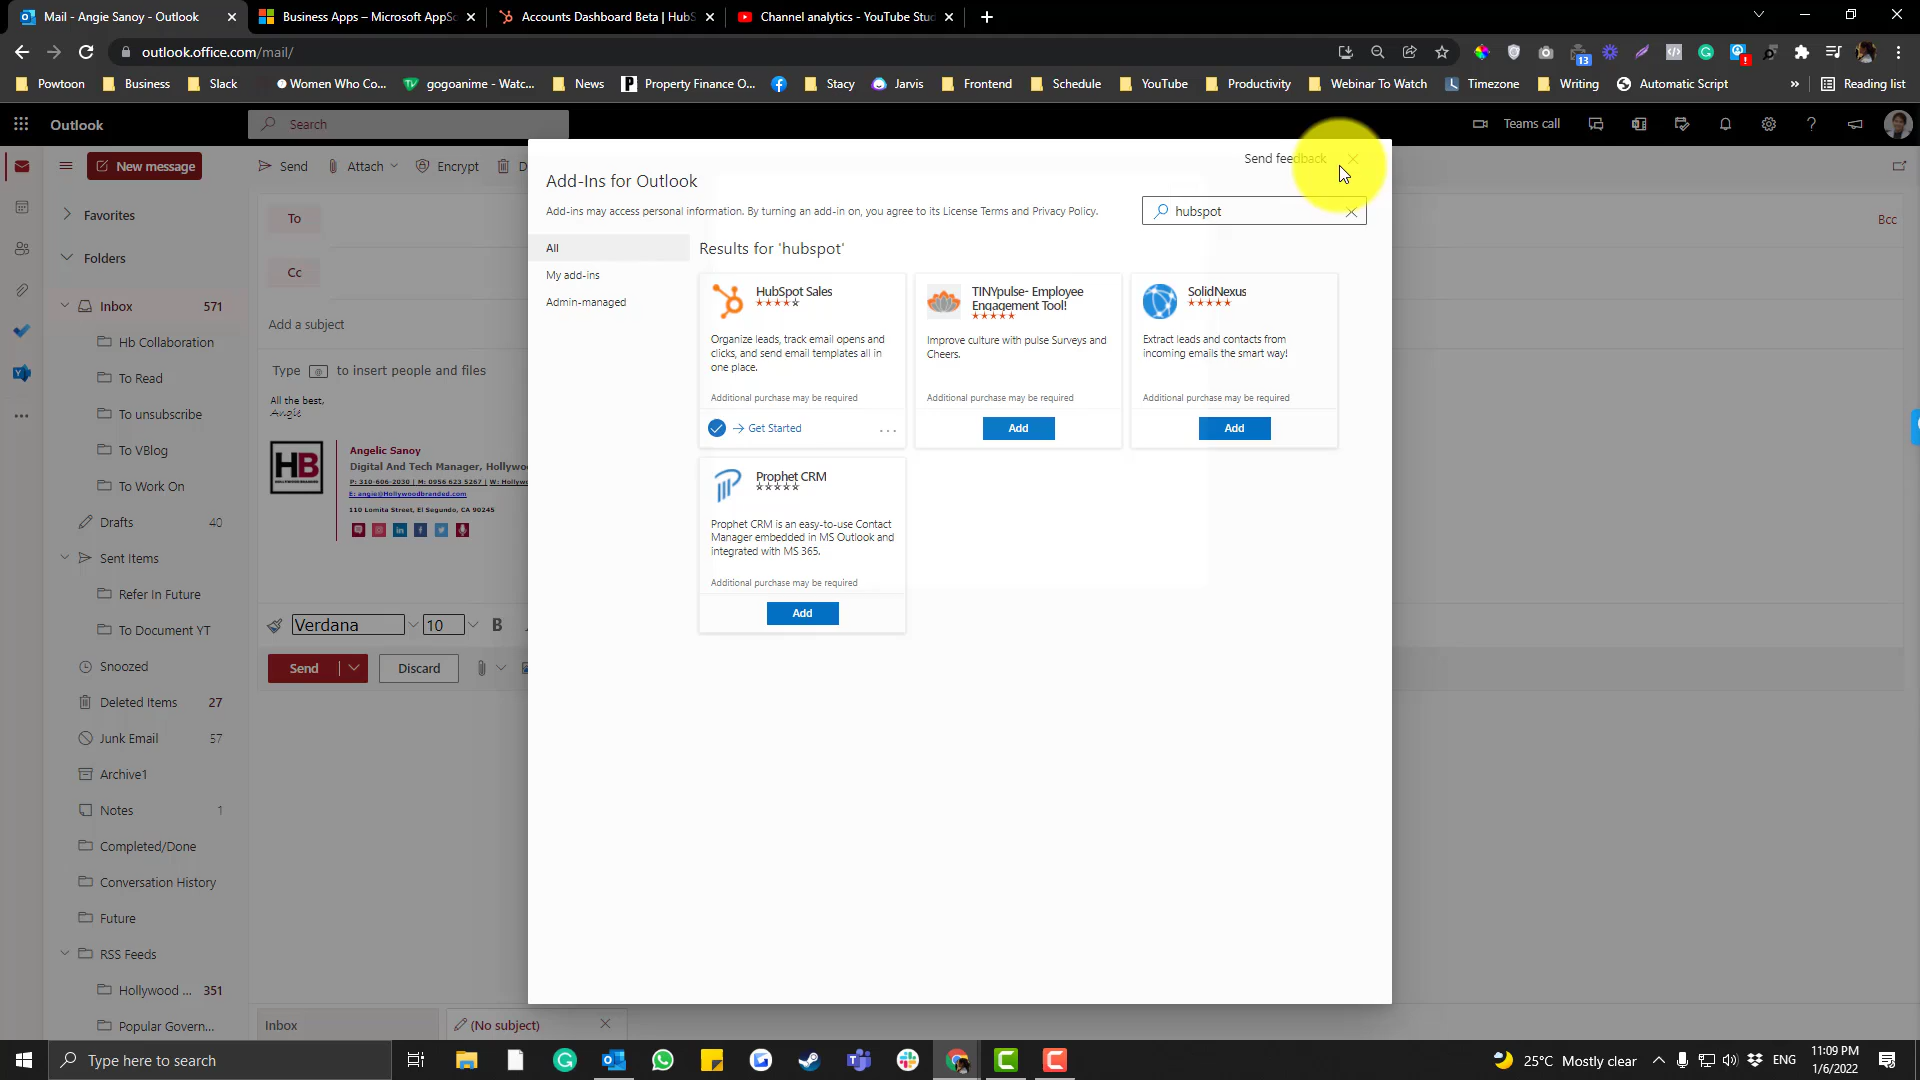 Mail - Angie Sanoy - Outlook
Business Apps – Microsoft AppSc
Accounts Dashboard Beta | HubS
Channel analytics - YouTube Stud
outlook.office.com/mail/
13
Powtoon
Business
Slack
Women Who Co...
gogoanime - Watc...
News
Property Finance O...
Stacy
Jarvis
Frontend
Schedule
YouTube
Productivity
Webinar To Watch
Timezone
Writing
Automatic Script
»
Reading list
Outlook
Search
Teams call
New message
Send
Attach
Encrypt
D
Favorites
Folders
Inbox 571
Hb Collaboration
To Read
To unsubscribe
To VBlog
To Work On
Drafts 40
Sent Items
Refer In Future
To Document YT
Snoozed
Deleted Items 27
Junk Email 57
Archive1
Notes 1
Completed/Done
Conversation History
Future
RSS Feeds
Hollywood ... 351
Popular Govern...
To
Cc
Bcc
Add a subject
Type @ to insert people and files
All the best,
Angie
HB
Angelic Sanoy
Digital And Tech Manager, Hollywo
P: 310-606-2030 | M: 0956 623 5267 | W: Hollywo
E: angie@Hollywoodbranded.com
110 Lomita Street, El Segundo, CA 90245
Verdana
10
B
Send
Discard
Inbox
(No subject)
Send feedback
Add-Ins for Outlook
Add-ins may access personal information. By turning an add-in on, you agree to its License Terms and Privacy Policy.
hubspot
All
My add-ins
Admin-managed
Results for 'hubspot'
HubSpot Sales
Organize leads, track email opens and
clicks, and send email templates all in
one place.
Additional purchase may be required
Get Started
...
TINYpulse- Employee
Engagement Tool!
Improve culture with pulse Surveys and
Cheers.
Additional purchase may be required
Add
SolidNexus
Extract leads and contacts from
incoming emails the smart way!
Additional purchase may be required
Add
Prophet CRM
Prophet CRM is an easy-to-use Contact
Manager embedded in MS Outlook and
integrated with MS 365.
Additional purchase may be required
Add
Type here to search
25°C Mostly clear
ENG
11:09 PM
1/6/2022